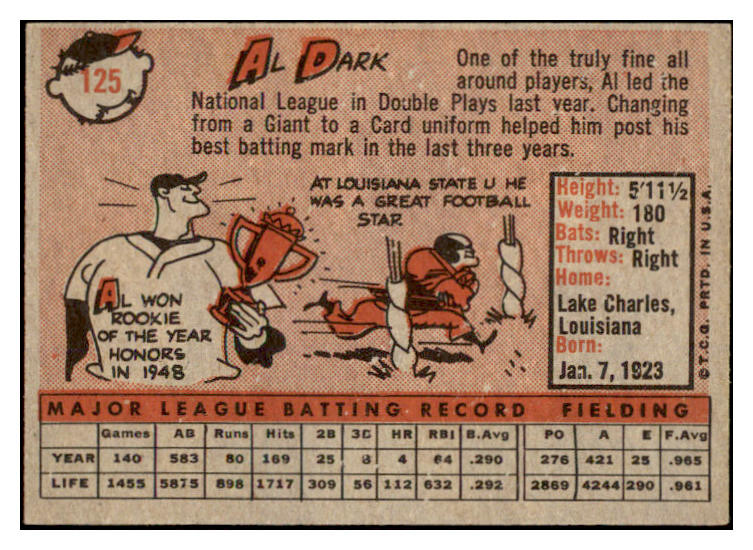 125
AL DARK
One of the truly fine all
around players, Al led the
National League in Double Plays last year. Changing
from a Giant to a Card uniform helped him post his
best batting mark in the last three years.
AT LOUISIANA STATE U HE
WAS A GREAT FOOTBALL
STAR.
AL WON
ROOKIE
OF THE YEAR
HONORS
IN 1948
Height: 5'11½
Weight: 180
Bats: Right
Throws: Right
Home:
Lake Charles,
Louisiana
Born:
Jan. 7, 1923
© T.C.G. PRTD. IN U.S.A.
MAJOR LEAGUE BATTING RECORD FIELDING
Games AB Runs Hits 2B 3B HR RBI B.Avg PO A E F.Avg
YEAR 140 583 80 169 25 8 4 64 .290 276 421 25 .965
LIFE 1455 5875 898 1717 309 56 112 632 .292 2869 4244 290 .961